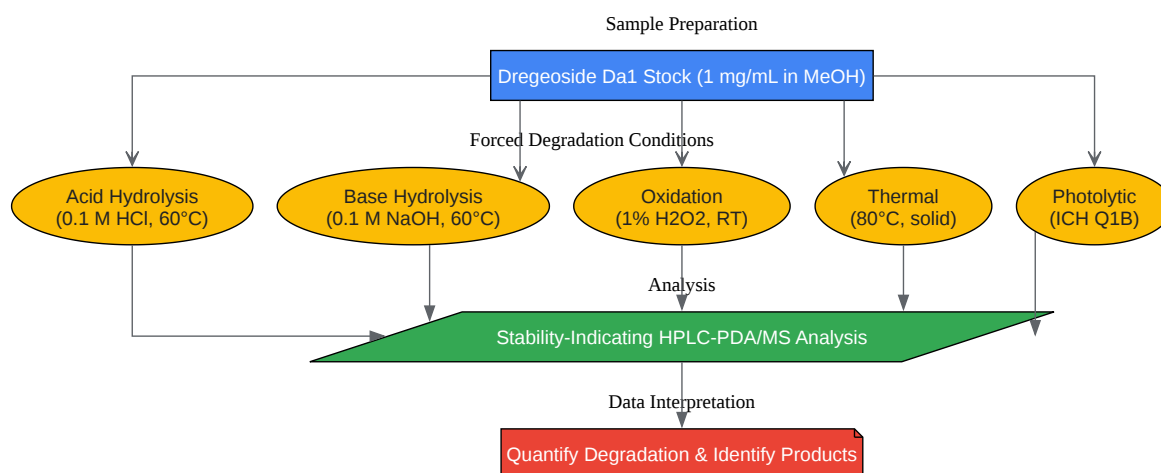 Sample Preparation
Dregeoside Da1 Stock (1 mg/mL in MeOH)
Forced Degradation Conditions
Acid Hydrolysis
(0.1 M HCl, 60°C)
Base Hydrolysis
(0.1 M NaOH, 60°C)
Oxidation
(1% H2O2, RT)
Thermal
(80°C, solid)
Photolytic
(ICH Q1B)
Analysis
Stability-Indicating HPLC-PDA/MS Analysis
Data Interpretation
Quantify Degradation & Identify Products